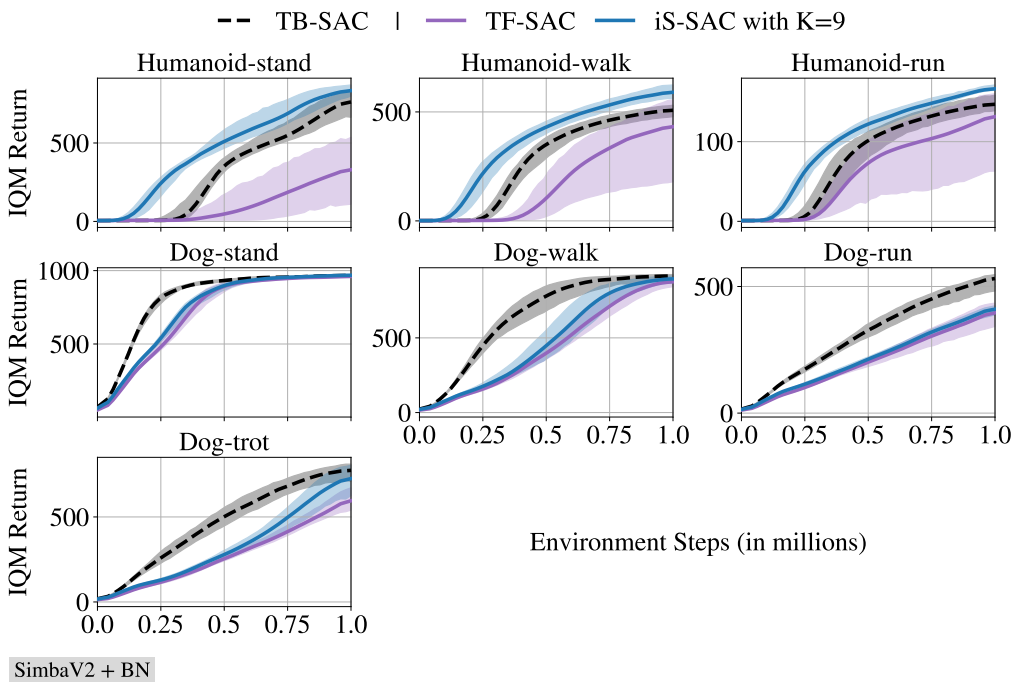 TB-SAC | TF-SAC iS-SAC with K=9
Humanoid-stand Humanoid-walk Humanoid-run
IQM Return
500
0
500
0
100
0
Dog-stand Dog-walk Dog-run
IQM Return
1000
500
500
0
500
0
0.0 0.25 0.5 0.75 1.0
0.0 0.25 0.5 0.75 1.0
Dog-trot
IQM Return
500
0
0.0 0.25 0.5 0.75 1.0
Environment Steps (in millions)
SimbaV2 + BN